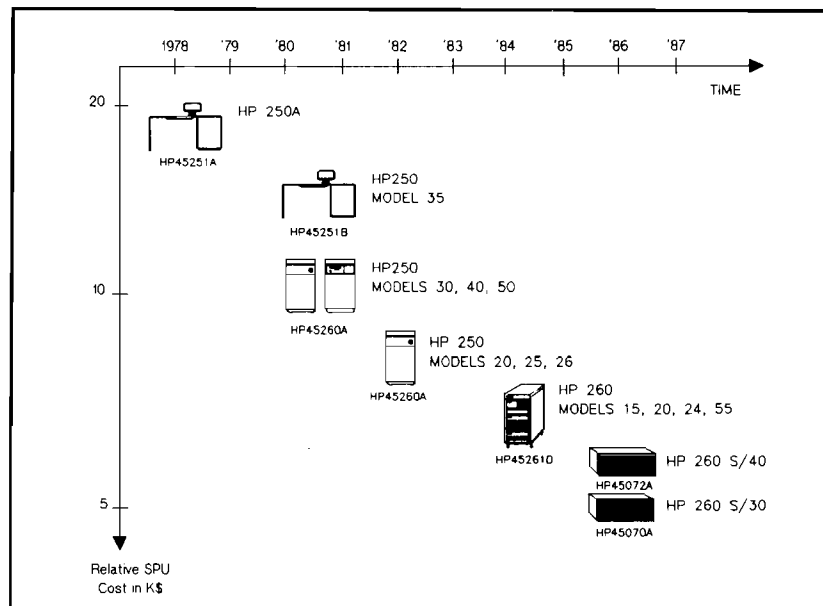 1978 '79 '80 '81 '82 '83 '84 '85 '86 '87
TIME
20
HP 250A
HP45251A
HP250
MODEL 35
HP45251B
HP250
MODELS 30, 40, 50
10
HP45260A
HP 250
MODELS 20, 25, 26
HP45260A
HP 260
MODELS 15, 20, 24, 55
HP45261D
HP 260 S/40
HP45072A
HP 260 S/30
5
HP45070A
Relative SPU
Cost in K$